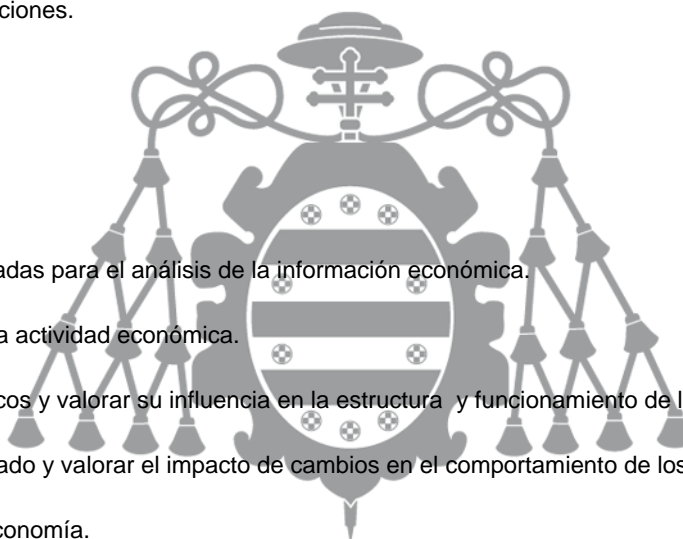 ciones.
adas para el análisis de la información económica.
a actividad económica.
cos y valorar su influencia en la estructura y funcionamiento de l
ado y valorar el impacto de cambios en el comportamiento de los
conomía.